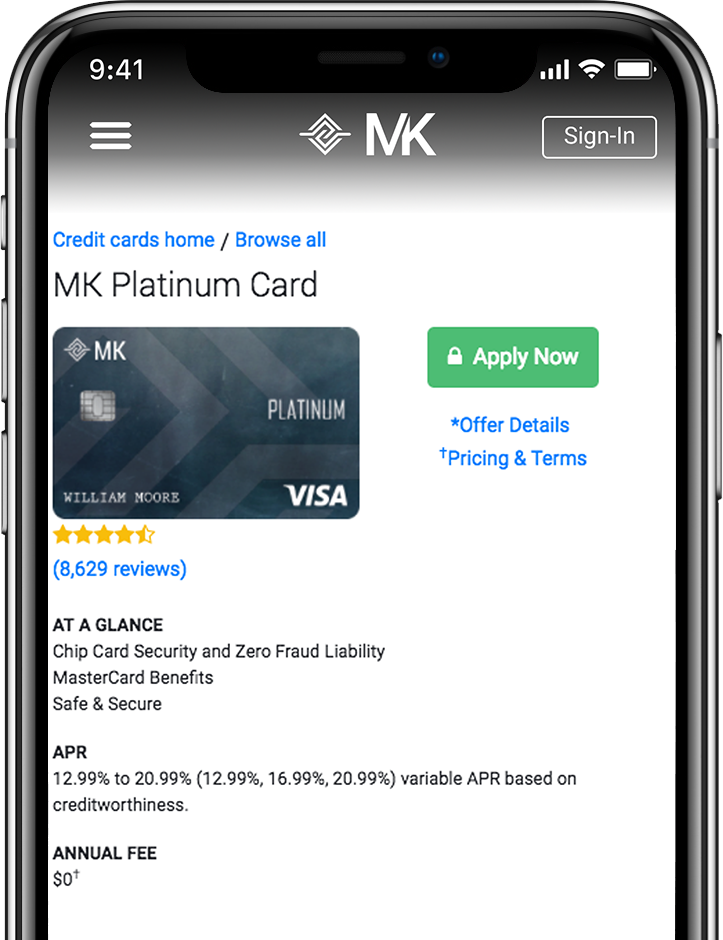 9:41
MK
Sign-In
Credit cards home / Browse all
MK Platinum Card
MK
PLATINUM
WILLIAM MOORE
VISA
Apply Now
*Offer Details
†Pricing & Terms
(8,629 reviews)
AT A GLANCE
Chip Card Security and Zero Fraud Liability
MasterCard Benefits
Safe & Secure
APR
12.99% to 20.99% (12.99%, 16.99%, 20.99%) variable APR based on
creditworthiness.
ANNUAL FEE
$0†